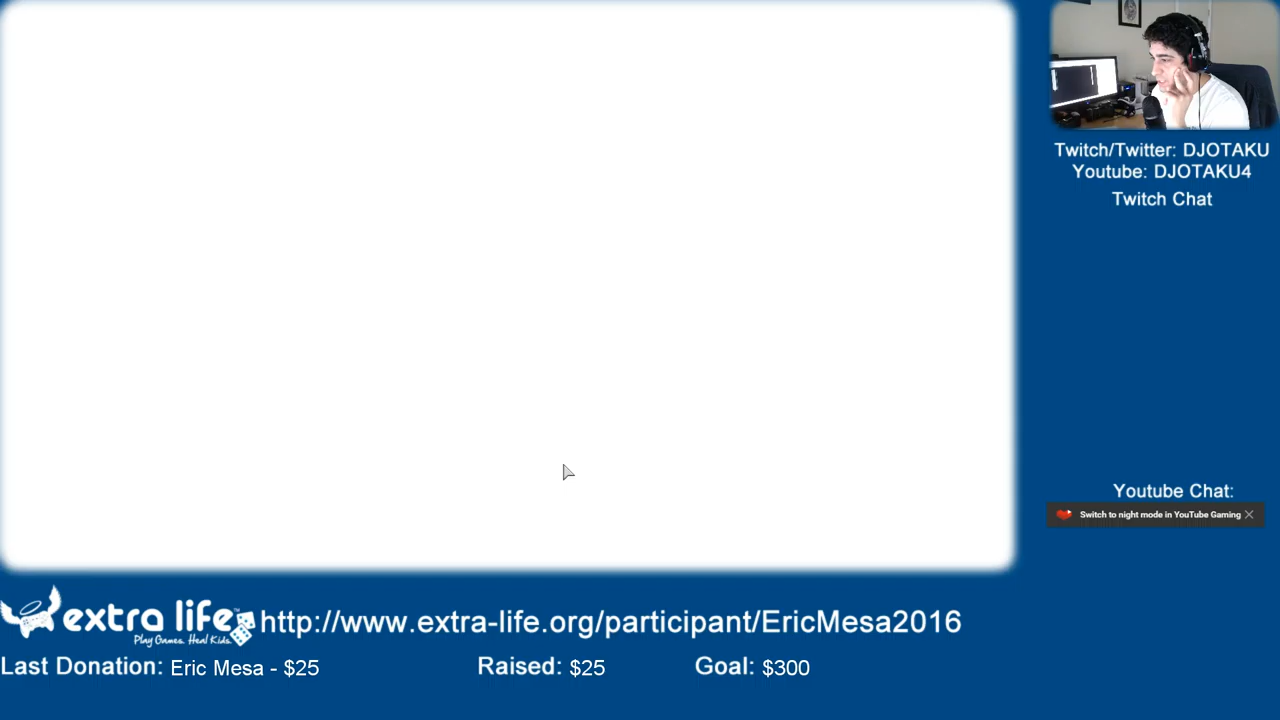 Twitch/Twitter: DJOTAKU
Youtube: DJOTAKU4
Twitch Chat
Youtube Chat:
Switch to night mode in YouTube Gaming
extra life
Play Games. Heal Kids.
http://www.extra-life.org/participant/EricMesa2016
Last Donation: Eric Mesa - $25 Raised: $25 Goal: $300